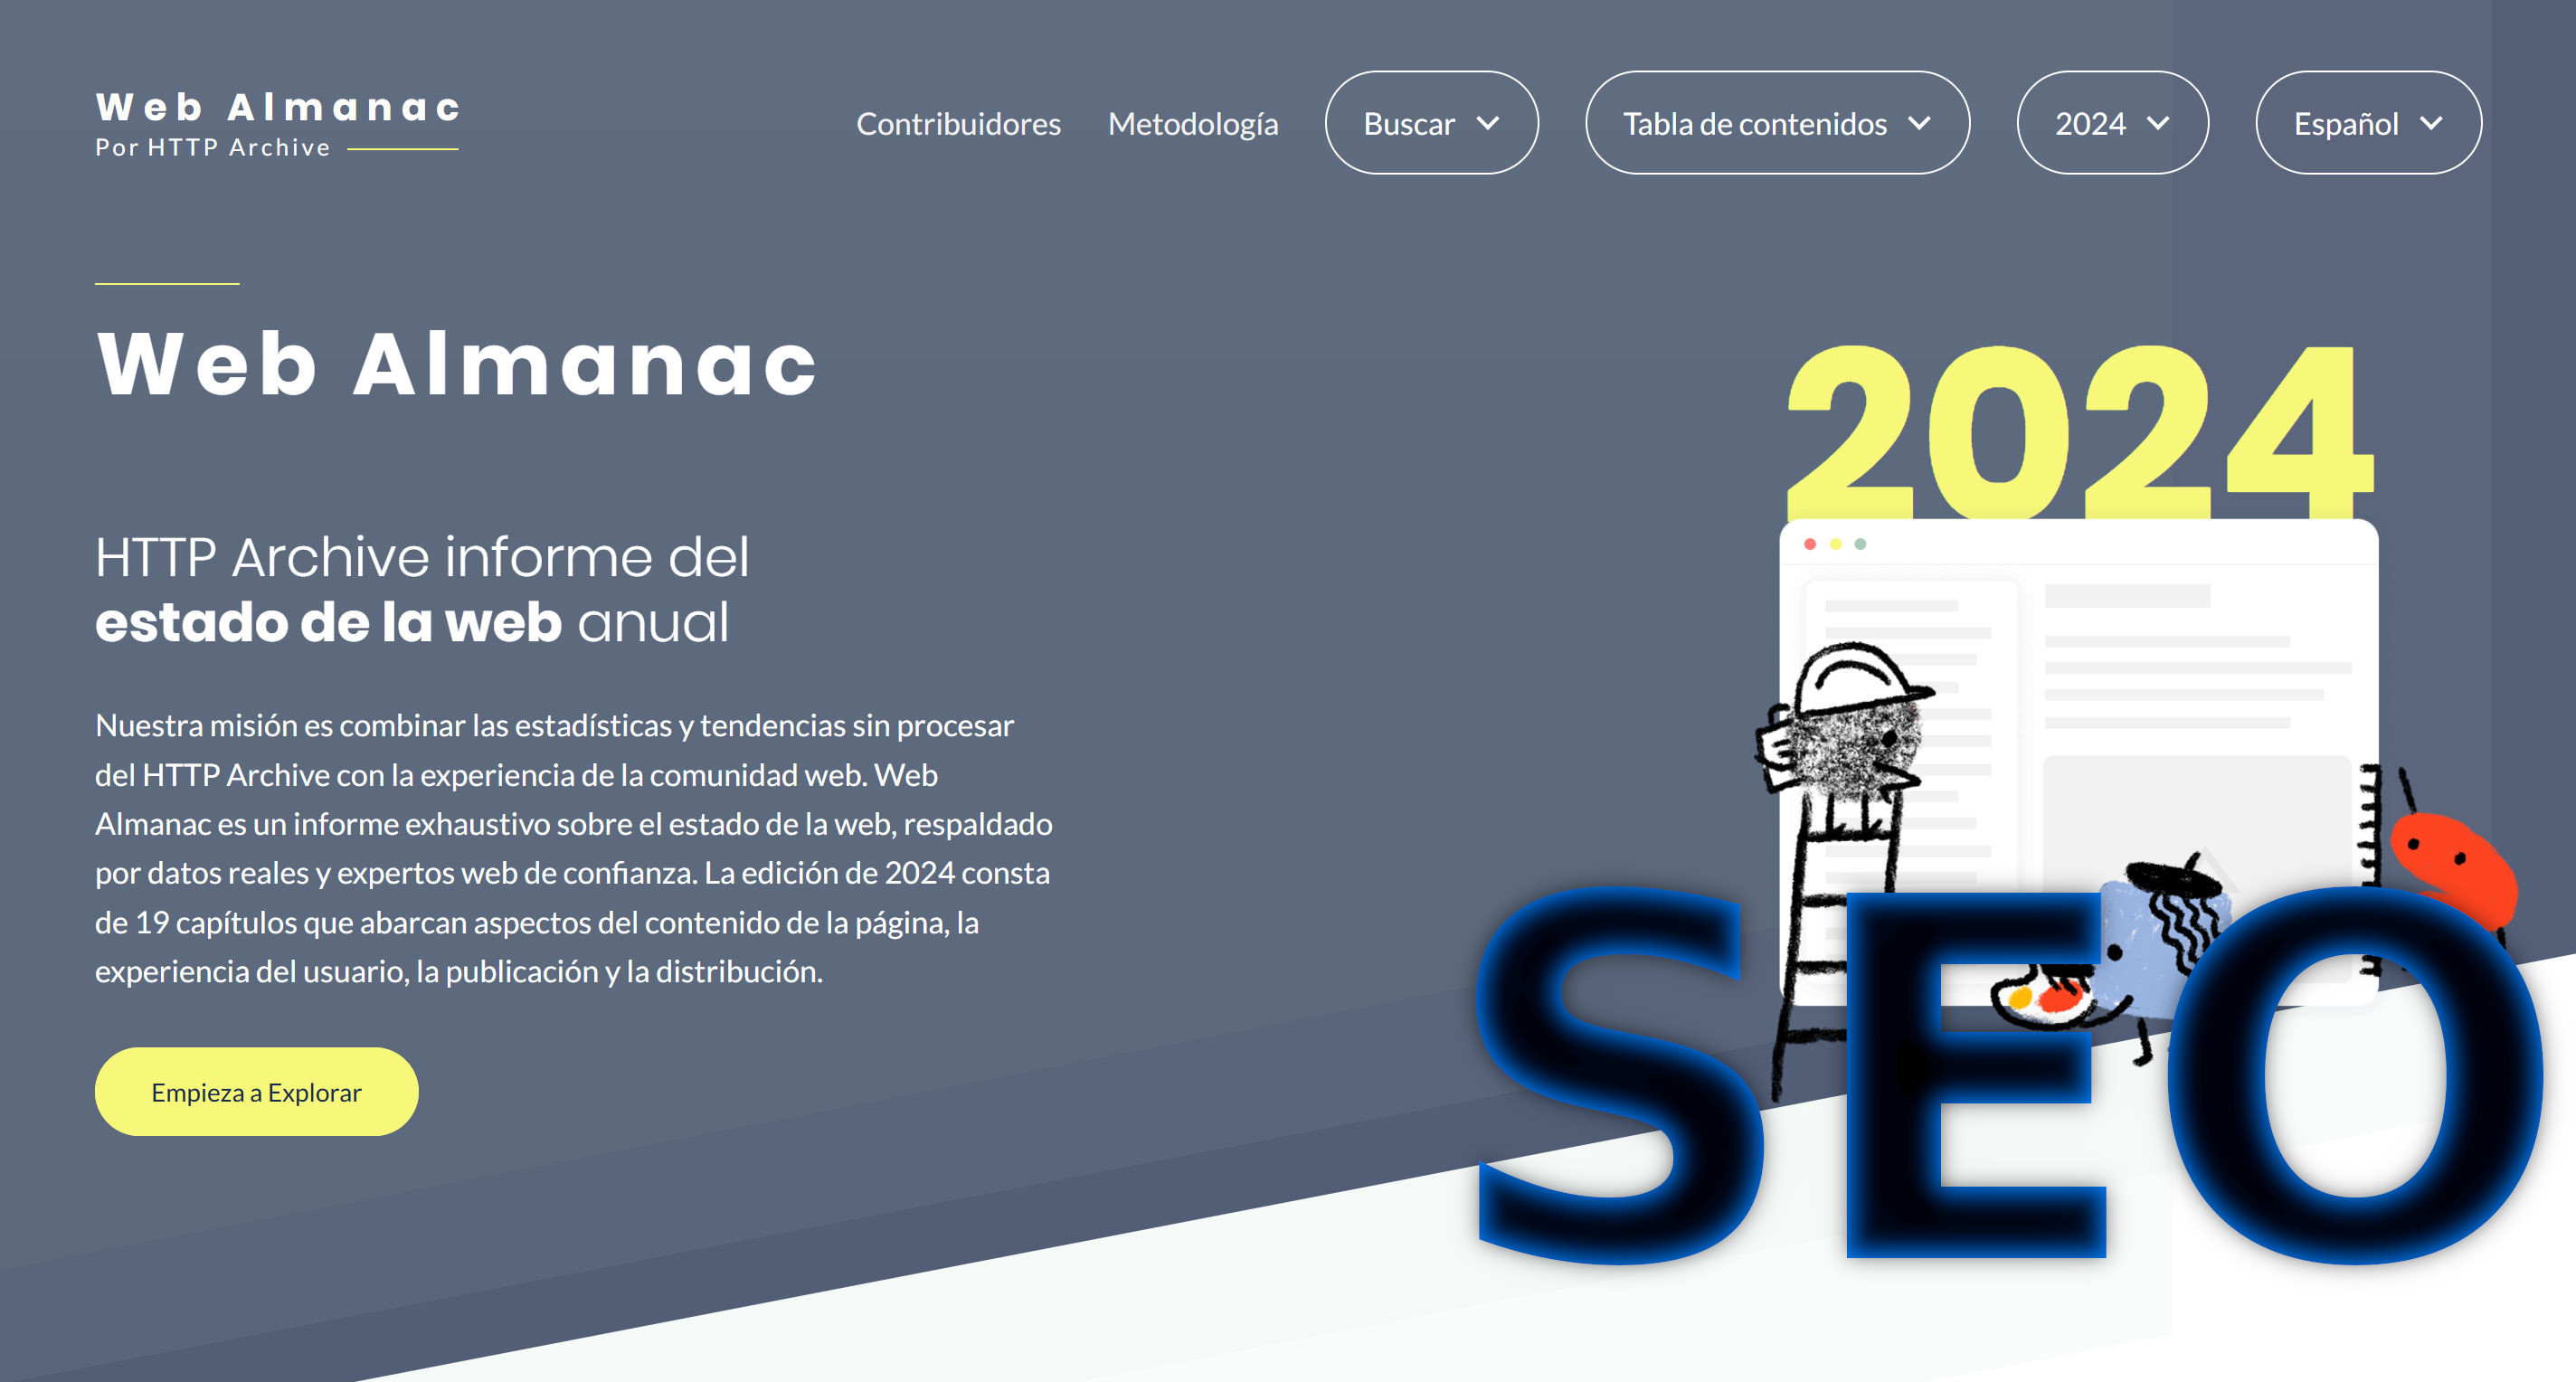 Web Almanac
Por HTTP Archive
Contribuidores
Metodología
Buscar
Tabla de contenidos
2024
Español
Web Almanac
HTTP Archive informe del
estado de la web anual
Nuestra misión es combinar las estadísticas y tendencias sin procesar
del HTTP Archive con la experiencia de la comunidad web. Web
Almanac es un informe exhaustivo sobre el estado de la web, respaldado
por datos reales y expertos web de confianza. La edición de 2024 consta
de 19 capítulos que abarcan aspectos del contenido de la página, la
experiencia del usuario, la publicación y la distribución.
Empieza a Explorar
2024
SEO